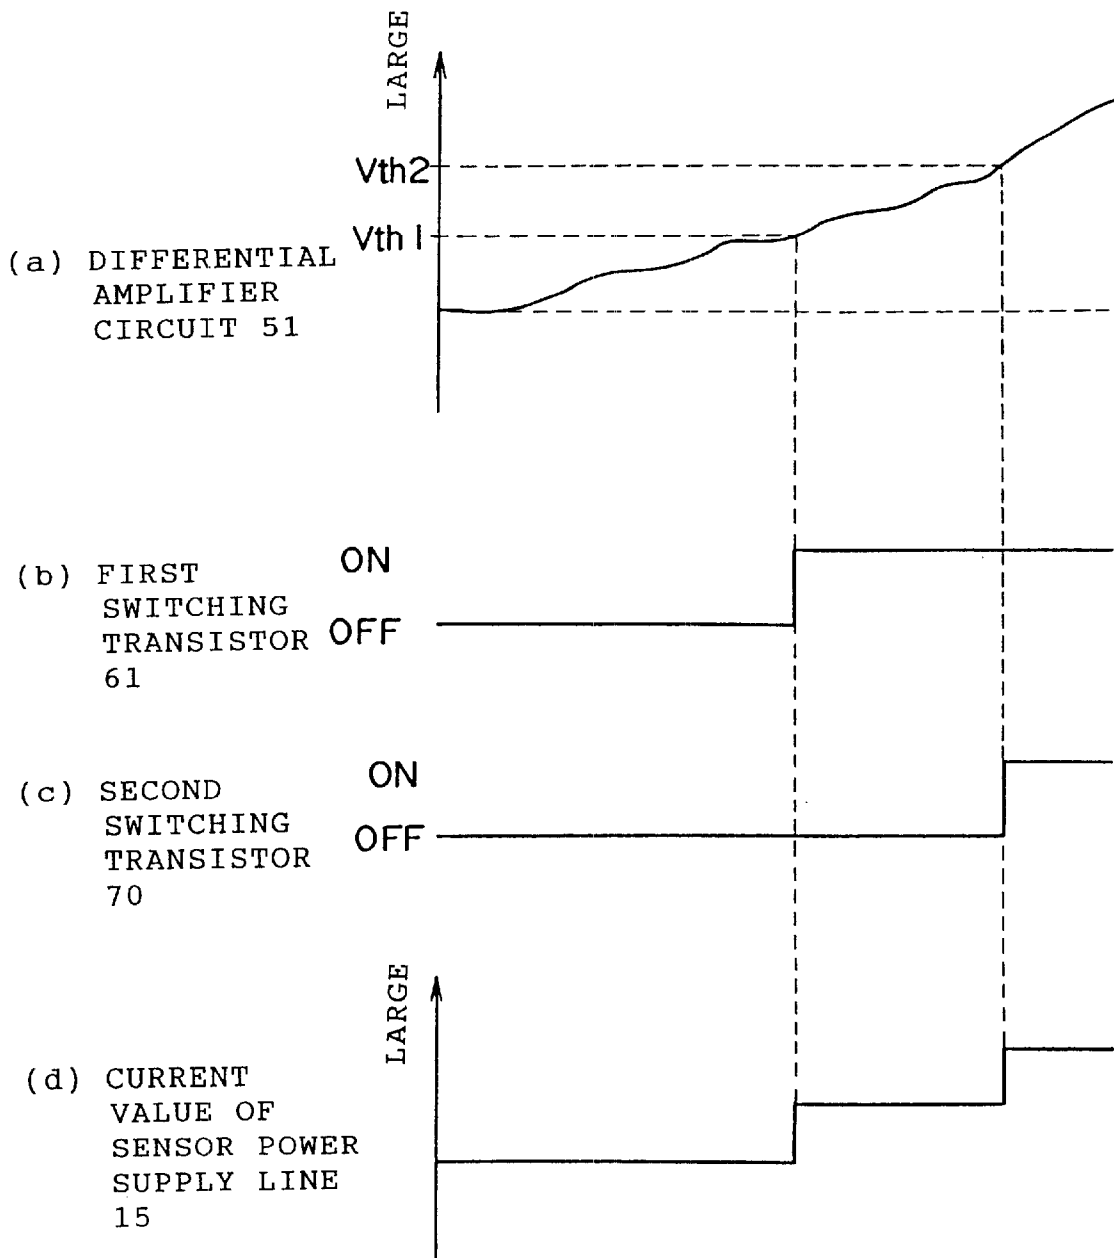 LARGE
Vth2
Vth1
(a) DIFFERENTIAL
AMPLIFIER
CIRCUIT 51
(b) FIRST
SWITCHING
TRANSISTOR
61
ON
OFF
(c) SECOND
SWITCHING
TRANSISTOR
70
ON
OFF
LARGE
(d) CURRENT
VALUE OF
SENSOR POWER
SUPPLY LINE
15